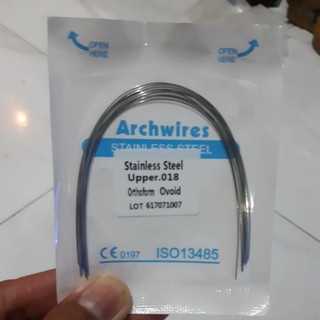 OPEN
HERE
OPEN
HERE
Archwires
STAINLESS STEEL
Stainless Steel
Upper.018
Orthoform Ovoid
LOT 617071007
CE 0197 ISO13485